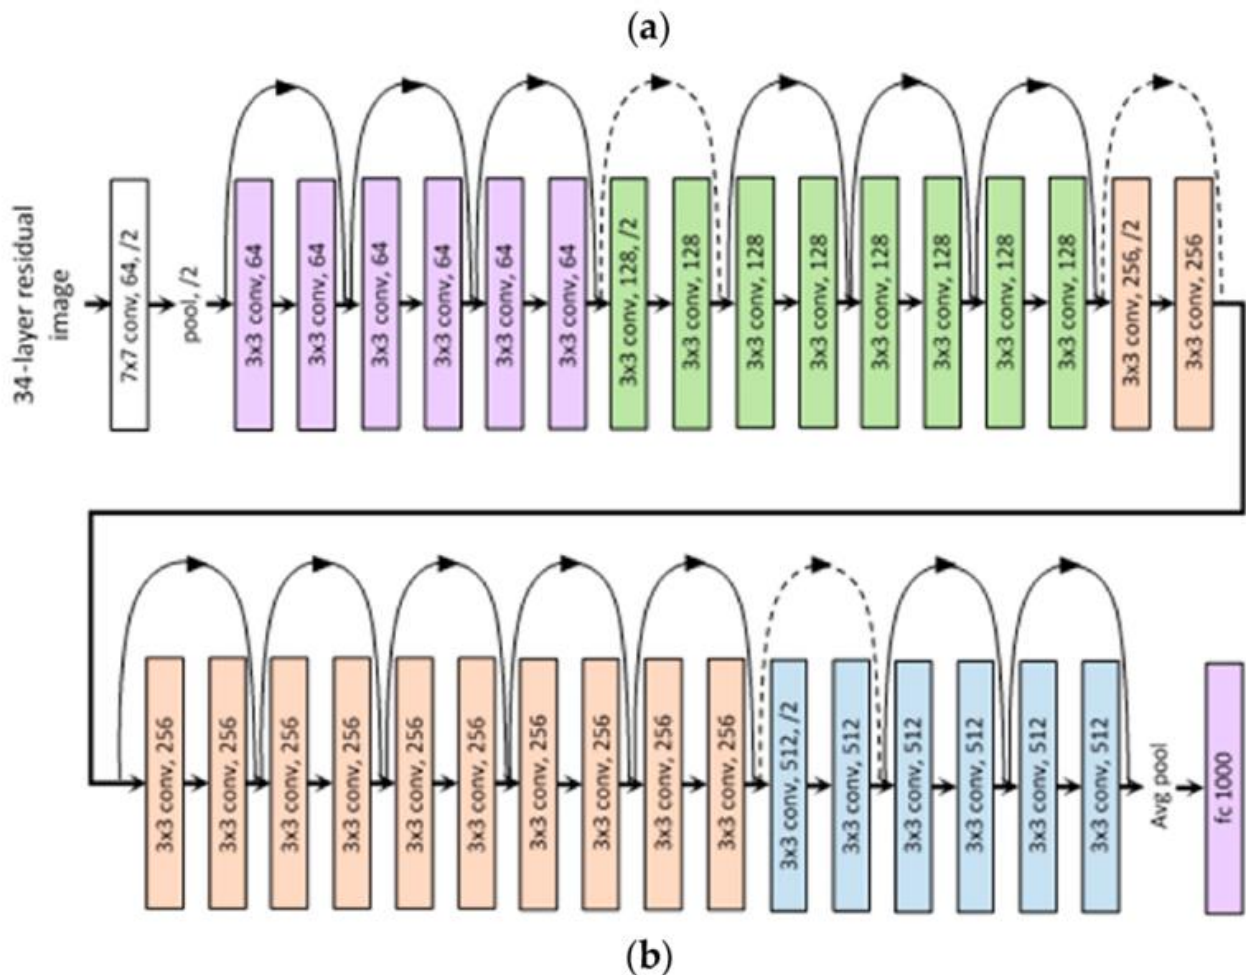 (a)
34-layer residual
image
7x7 conv, 64, /2
pool, /2
3x3 conv, 64
3x3 conv, 64
3x3 conv, 64
3x3 conv, 64
3x3 conv, 64
3x3 conv, 64
3x3 conv, 128, /2
3x3 conv, 128
3x3 conv, 128
3x3 conv, 128
3x3 conv, 128
3x3 conv, 128
3x3 conv, 128
3x3 conv, 128
3x3 conv, 256, /2
3x3 conv, 256
3x3 conv, 256
3x3 conv, 256
3x3 conv, 256
3x3 conv, 256
3x3 conv, 256
3x3 conv, 256
3x3 conv, 256
3x3 conv, 256
3x3 conv, 256
3x3 conv, 256
3x3 conv, 512, /2
3x3 conv, 512
3x3 conv, 512
3x3 conv, 512
3x3 conv, 512
3x3 conv, 512
Avg pool
fc 1000
(b)